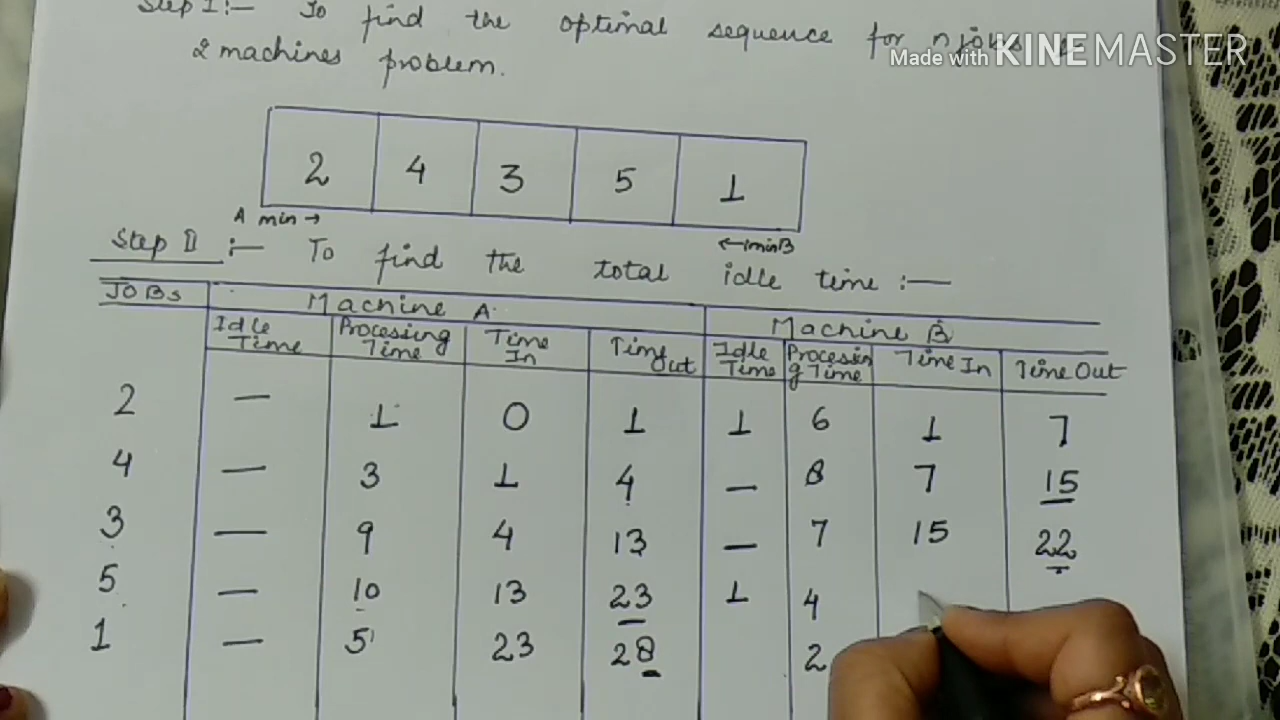 Step I :- To find the optimal sequence for n jobs
2 machines problem.
Made with KINEMASTER
2 4 3 5 1
A min → ←minB
Step II :- To find the total idle time :-
JOBs Machine A Machine B
Idle Time Processing Time Time In Time Out Idle Time Processing Time Time In Time Out
2 — 1 0 1 1 6 1 7
4 — 3 1 4 — 8 7 15
3 — 9 4 13 — 7 15 22
5 — 10 13 23 1 4
1 — 5 23 28 2